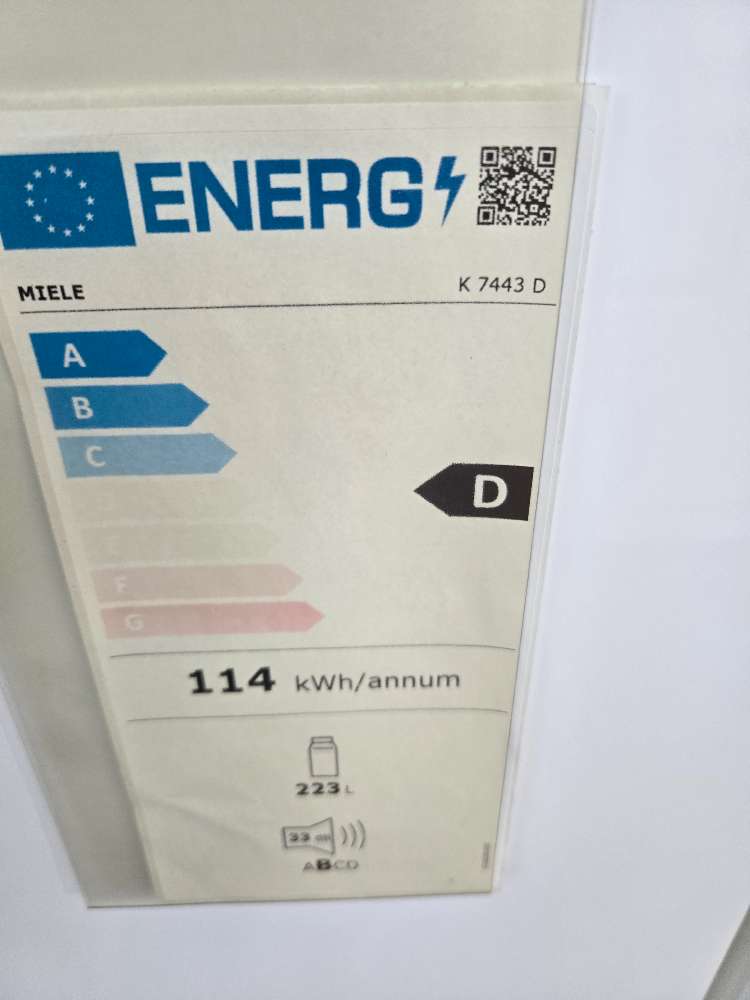 ENERG
MIELE K 7443 D
A
B
C
D
E
F
G
114 kWh/annum
223 L
33 dB
ABCD